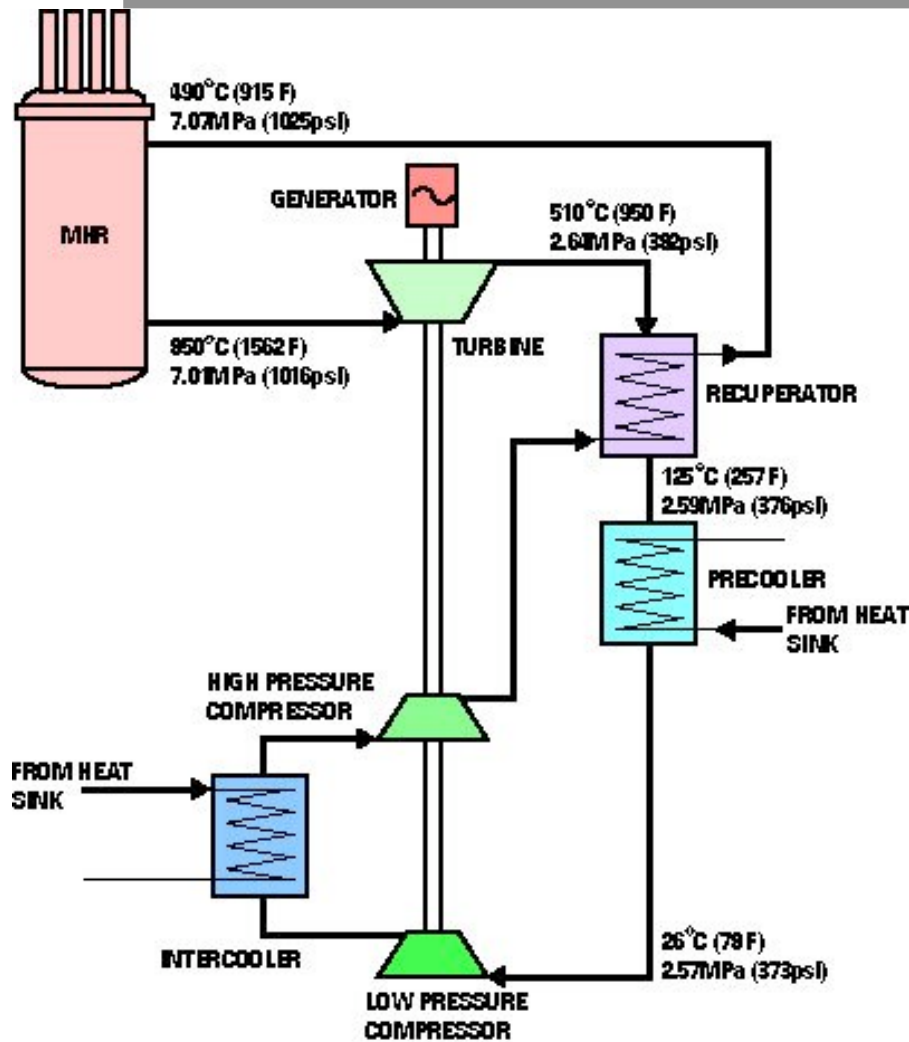 490°C (915 F)
7.07MPa (1025psi)
GENERATOR
510°C (950 F)
2.64MPa (382psi)
MHR
850°C (1562 F)
7.01MPa (1016psi)
TURBINE
RECUPERATOR
125°C (257 F)
2.59MPa (376psi)
PRECOOLER
FROM HEAT
SINK
HIGH PRESSURE
COMPRESSOR
FROM HEAT
SINK
INTERCOOLER
26°C (79 F)
2.57MPa (373psi)
LOW PRESSURE
COMPRESSOR